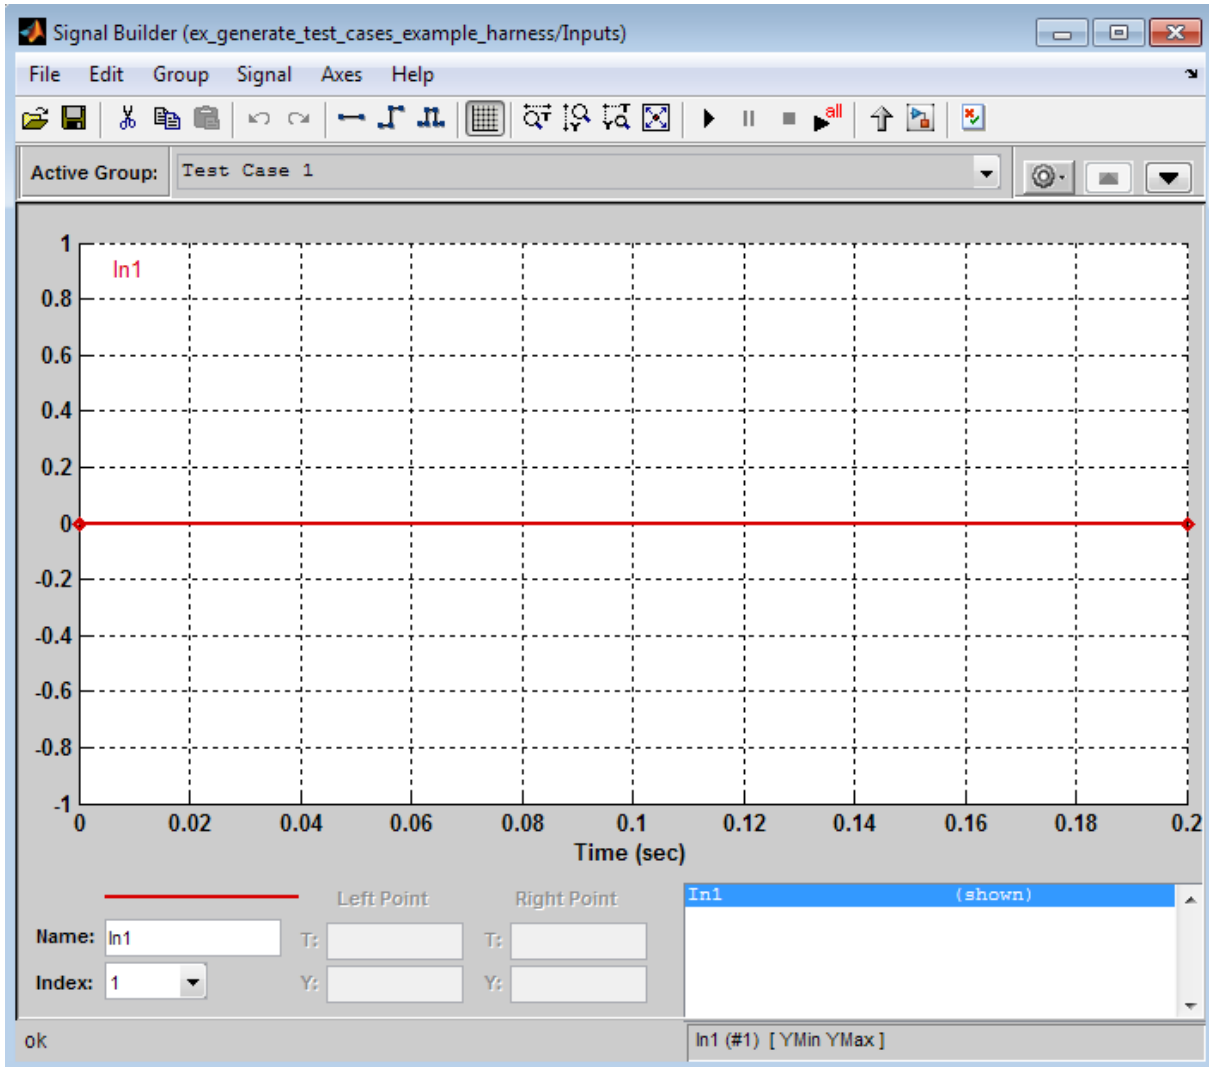 Signal Builder (ex_generate_test_cases_example_harness/Inputs)
File Edit Group Signal Axes Help
all
Active Group: Test Case 1
1
In1
0.8
0.6
0.4
0.2
0
-0.2
-0.4
-0.6
-0.8
-1
0 0.02 0.04 0.06 0.08 0.1 0.12 0.14 0.16 0.18 0.2
Time (sec)
Left Point Right Point In1 (shown)
Name: In1 T: T:
Index: 1 Y: Y:
ok In1 (#1) [ YMin YMax ]